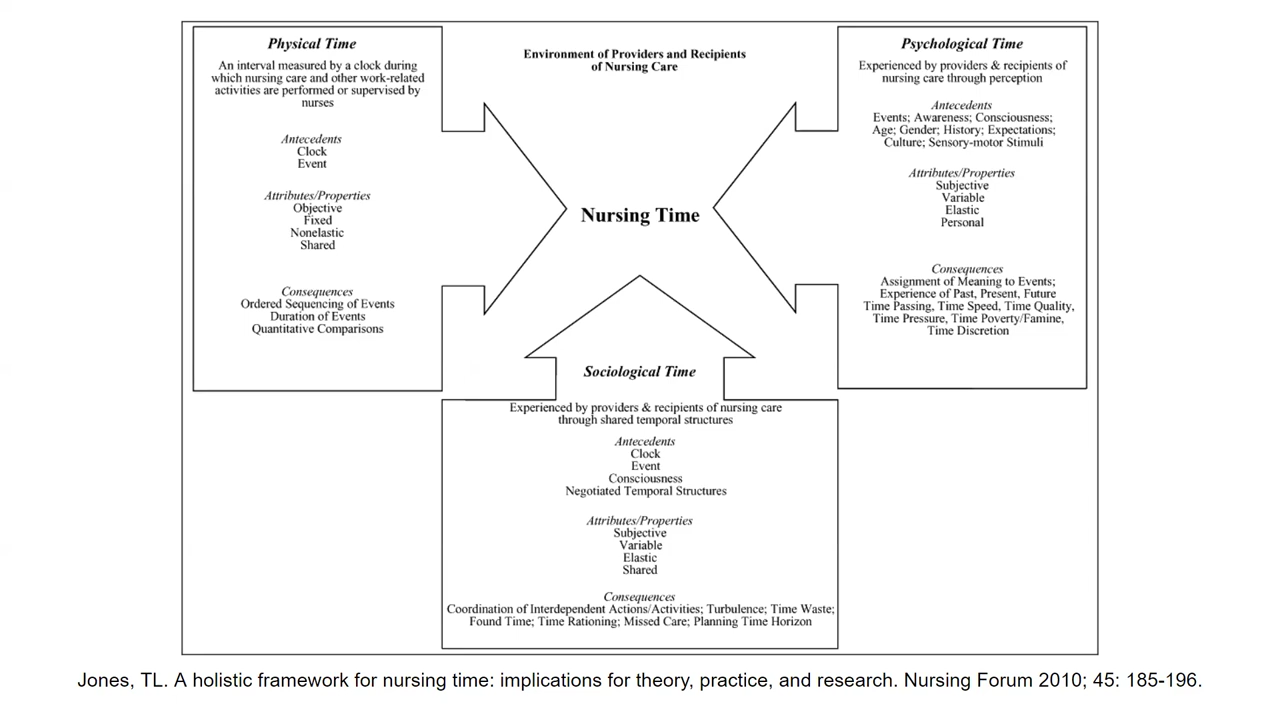 Physical Time
An interval measured by a clock during
which nursing care and other work-related
activities are performed or supervised by
nurses
Antecedents
Clock
Event
Attributes/Properties
Objective
Fixed
Nonelastic
Shared
Consequences
Ordered Sequencing of Events
Duration of Events
Quantitative Comparisons
Environment of Providers and Recipients
of Nursing Care
Nursing Time
Psychological Time
Experienced by providers & recipients of
nursing care through perception
Antecedents
Events; Awareness; Consciousness;
Age; Gender; History; Expectations;
Culture; Sensory-motor Stimuli
Attributes/Properties
Subjective
Variable
Elastic
Personal
Consequences
Assignment of Meaning to Events;
Experience of Past, Present, Future
Time Passing, Time Speed, Time Quality,
Time Pressure, Time Poverty/Famine,
Time Discretion
Sociological Time
Experienced by providers & recipients of nursing care
through shared temporal structures
Antecedents
Clock
Event
Consciousness
Negotiated Temporal Structures
Attributes/Properties
Subjective
Variable
Elastic
Shared
Consequences
Coordination of Interdependent Actions/Activities; Turbulence; Time Waste;
Found Time; Time Rationing; Missed Care; Planning Time Horizon
Jones, TL. A holistic framework for nursing time: implications for theory, practice, and research. Nursing Forum 2010; 45: 185-196.